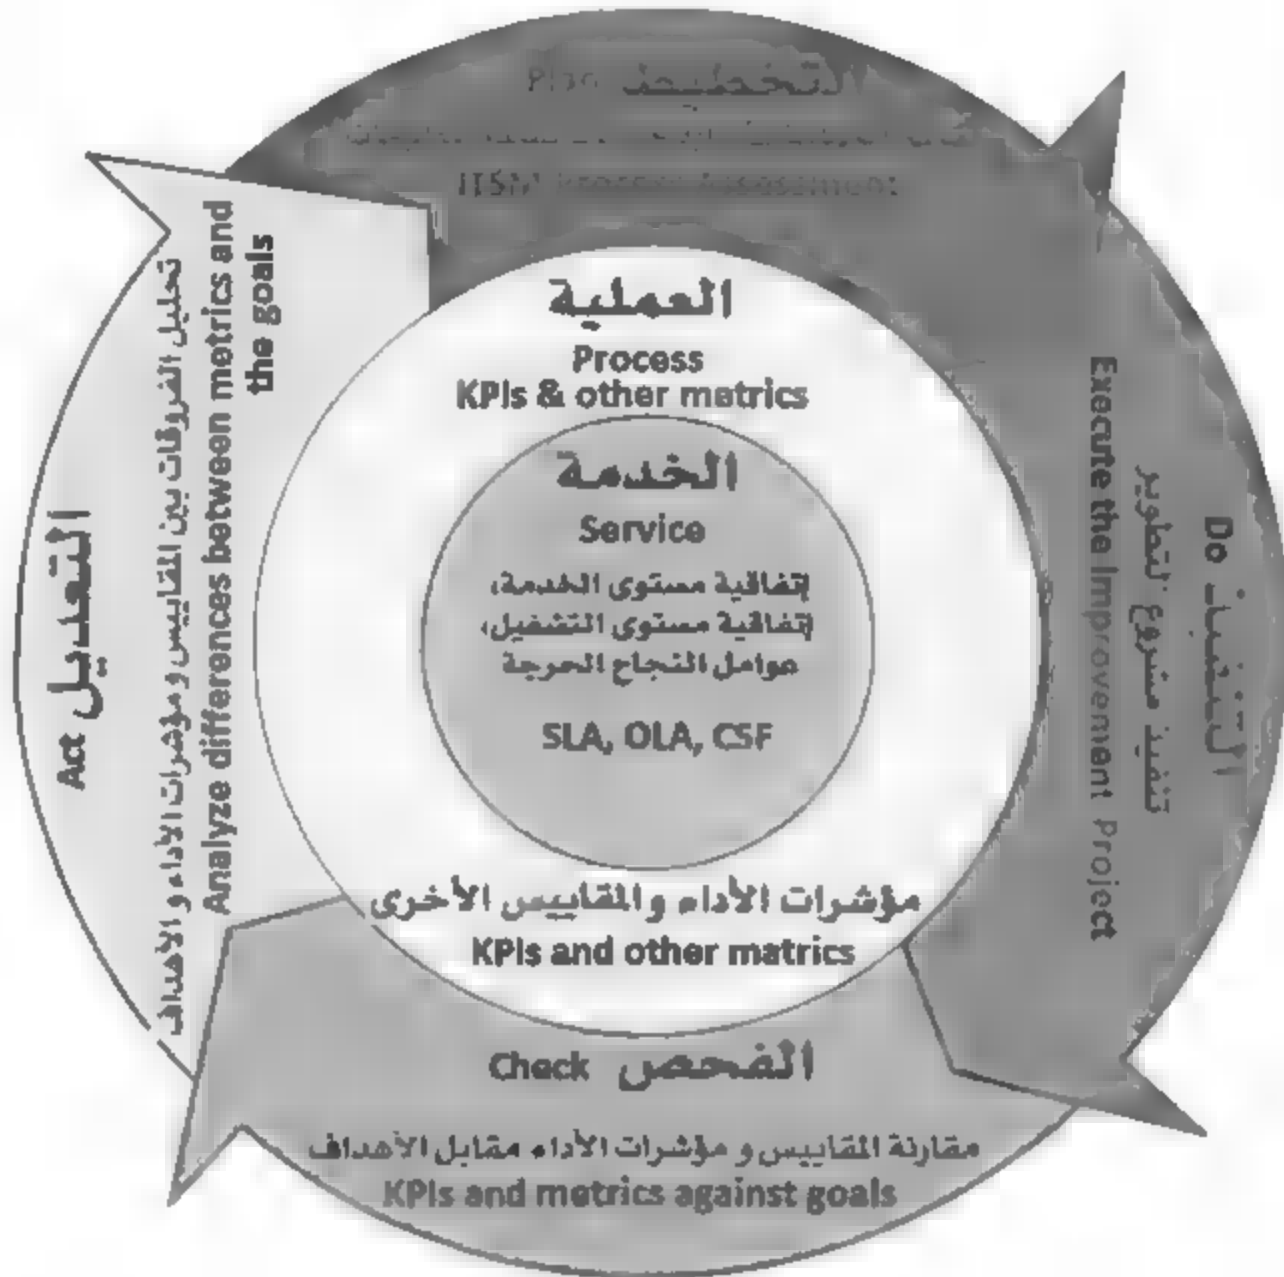 Plan التخطيط
ITSM Process Assessment
العملية
Process
KPIs & other matrics
الخدمة
Service
إتفاقية مستوى الخدمة،
إتفاقية مستوى التشغيل،
عوامل النجاح الحرجة
SLA, OLA, CSF
مؤشرات الأداء والمقاييس الأخرى
KPIs and other matrics
Do التنفيذ
تنفيذ مشروع التطوير
Execute the Improvement Project
Check الفحص
مقارنة المقاييس و مؤشرات الأداء مقابل الأهداف
KPIs and metrics against goals
Act التعديل
تحليل الفروقات بين المقاييس و مؤشرات الأداء و الأهداف
Analyze differences between metrics and
the goals